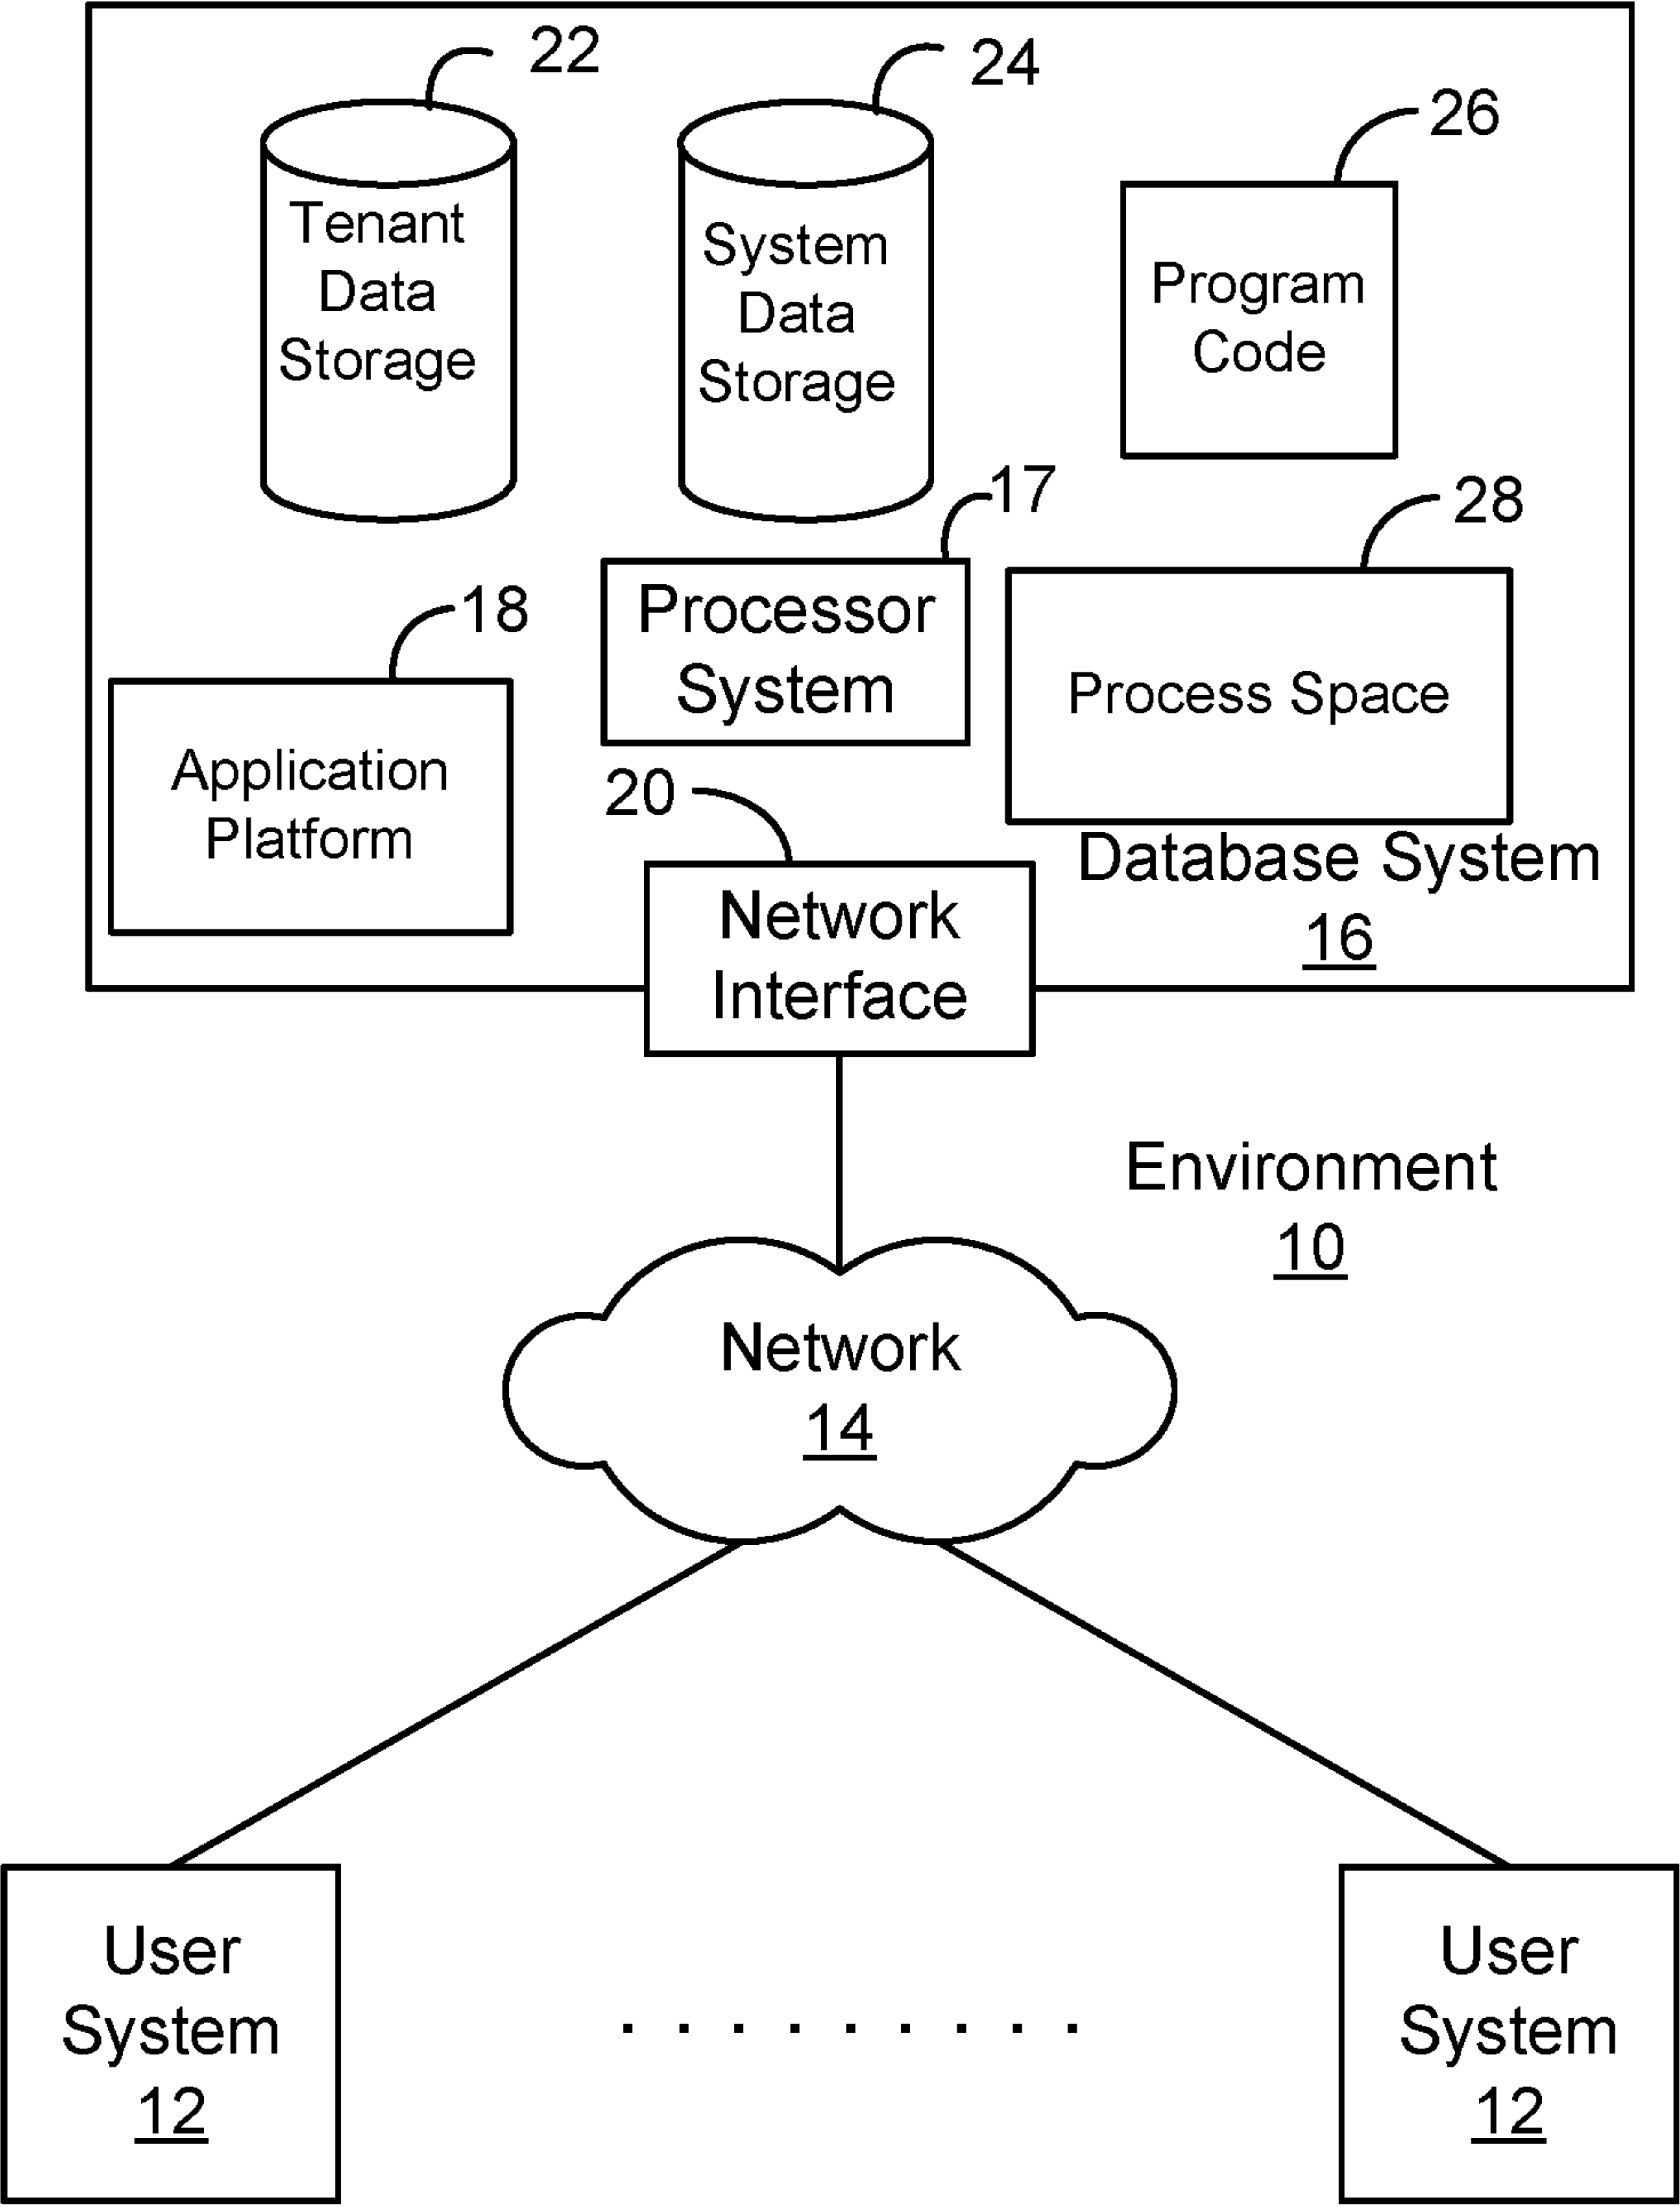 22
24
26
Tenant
Data
Storage
System
Data
Storage
Program
Code
17
28
18
Processor
System
Process Space
Application
Platform
20
Database System
16
Network
Interface
Environment
10
Network
14
User
System
12
. . . . . . . . .
User
System
12